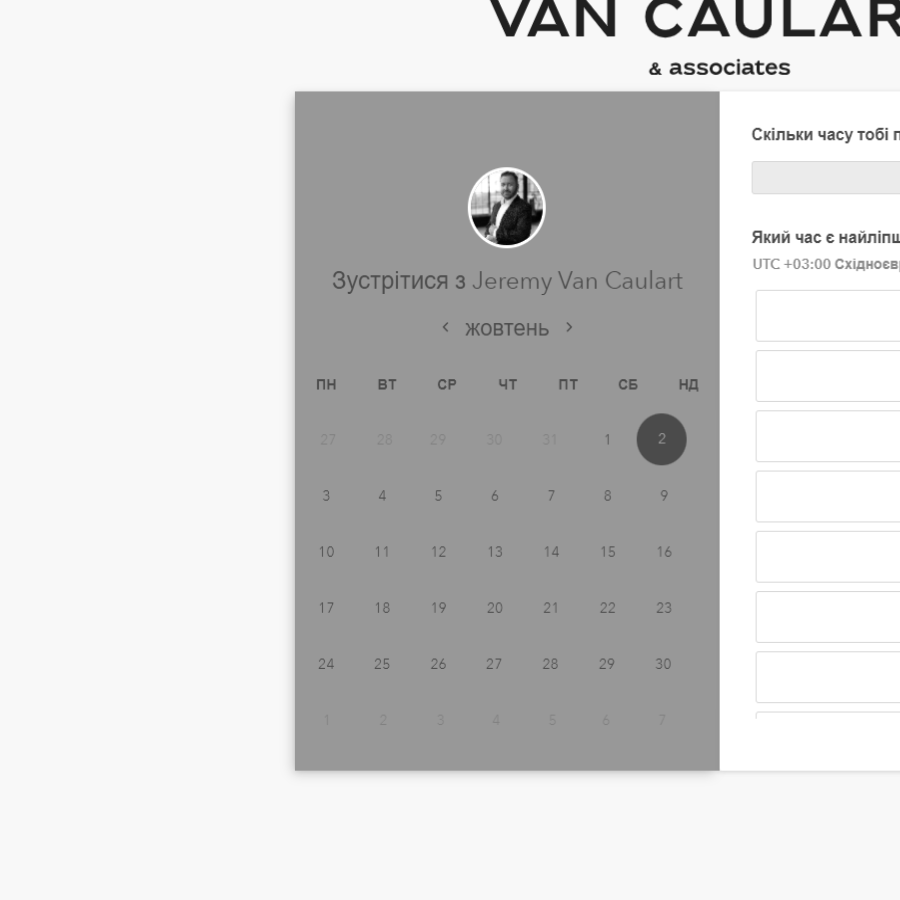 VAN CAULAR
& associates
Зустрітися з Jeremy Van Caulart
жовтень
ПН ВТ СР ЧТ ПТ СБ НД
27 28 29 30 31 1 2
3 4 5 6 7 8 9
10 11 12 13 14 15 16
17 18 19 20 21 22 23
24 25 26 27 28 29 30
1 2 3 4 5 6 7
Скільки часу тобі п
Який час є найліпш
UTC +03:00 Східноєв